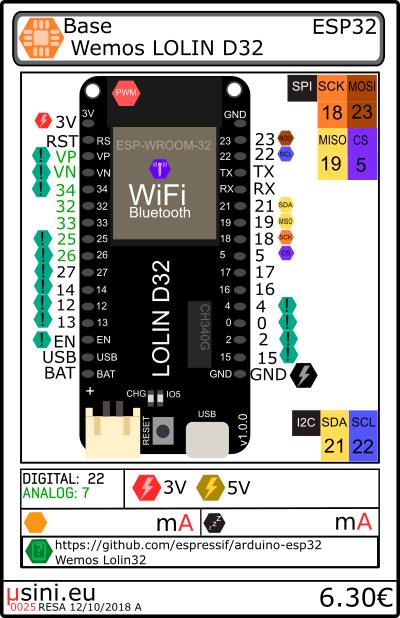 Base ESP32
Wemos LOLIN D32
PWM
SPI SCK MOSI
18 23
MISO CS
19 5
3V 3V GND
RST RS 23 23 MOSI
VP VP 22 22 SCL
VN VN TX TX
34 34 RX RX
32 32 21 21 SDA
33 33 19 19 MISO
25 25 18 18 SCK
26 26 5 5 CS
27 27 17 17
14 14 16 16
12 12 4 4
13 13 0 0
EN EN 2 2
USB USB 15 15
BAT BAT GND GND
ESP-WROOM-32
WiFi
Bluetooth
LOLIN D32
CH340G
+
CHG IO5
RESET
USB
v1.0.0
I2C SDA SCL
21 22
DIGITAL: 22
ANALOG: 7
3V 5V
mA mA
https://github.com/espressif/arduino-esp32
Wemos Lolin32
µsini.eu
0025 RESA 12/10/2018 A
6.30€